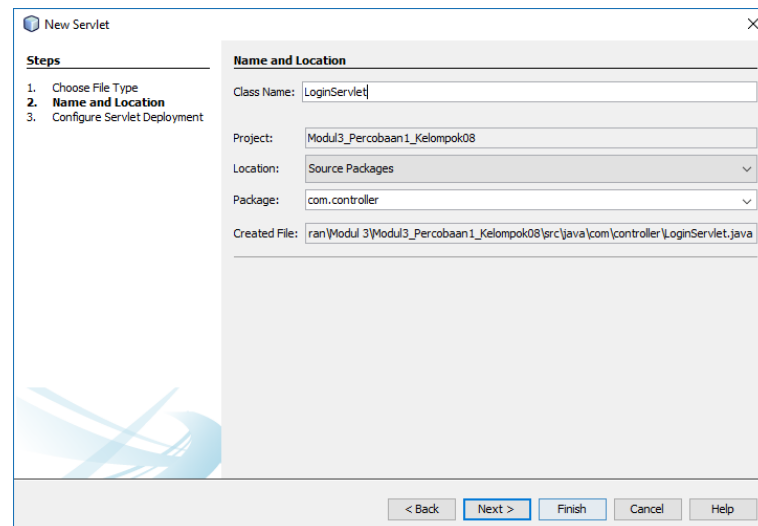 New Servlet
Steps
1. Choose File Type
2. Name and Location
3. Configure Servlet Deployment
Name and Location
Class Name: LoginServlet
Project: Modul3_Percobaan1_Kelompok08
Location: Source Packages
Package: com.controller
Created File: ran\Modul 3\Modul3_Percobaan1_Kelompok08\src\java\com\controller\LoginServlet.java
< Back Next > Finish Cancel Help